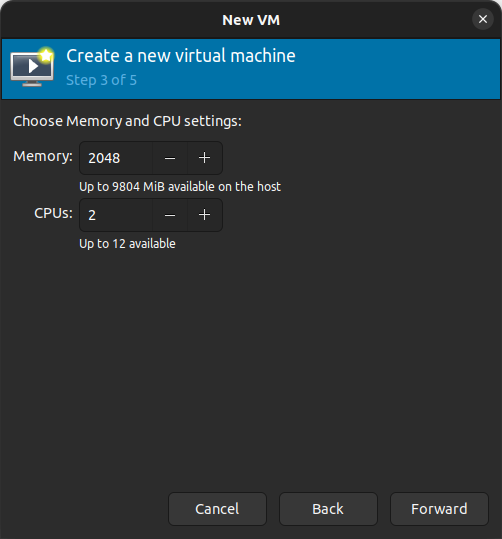 New VM
Create a new virtual machine
Step 3 of 5
Choose Memory and CPU settings:
Memory: 2048 − +
Up to 9804 MiB available on the host
CPUs: 2 − +
Up to 12 available
Cancel Back Forward